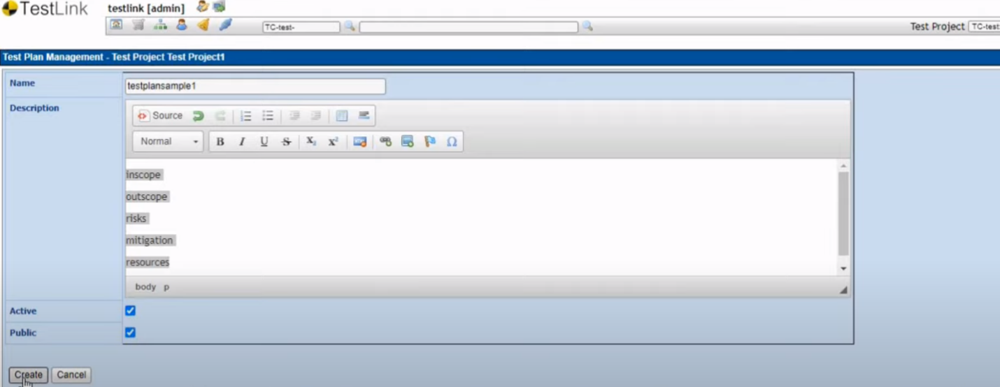 TestLink testlink [admin]
TC-test- Test Project TC-test
Test Plan Management - Test Project Test Project1
Name testplansample1
Description
Source
Normal B I U S X₂ x² Ω
inscope
outscope
risks
mitigation
resources
body p
Active
Public
Create Cancel